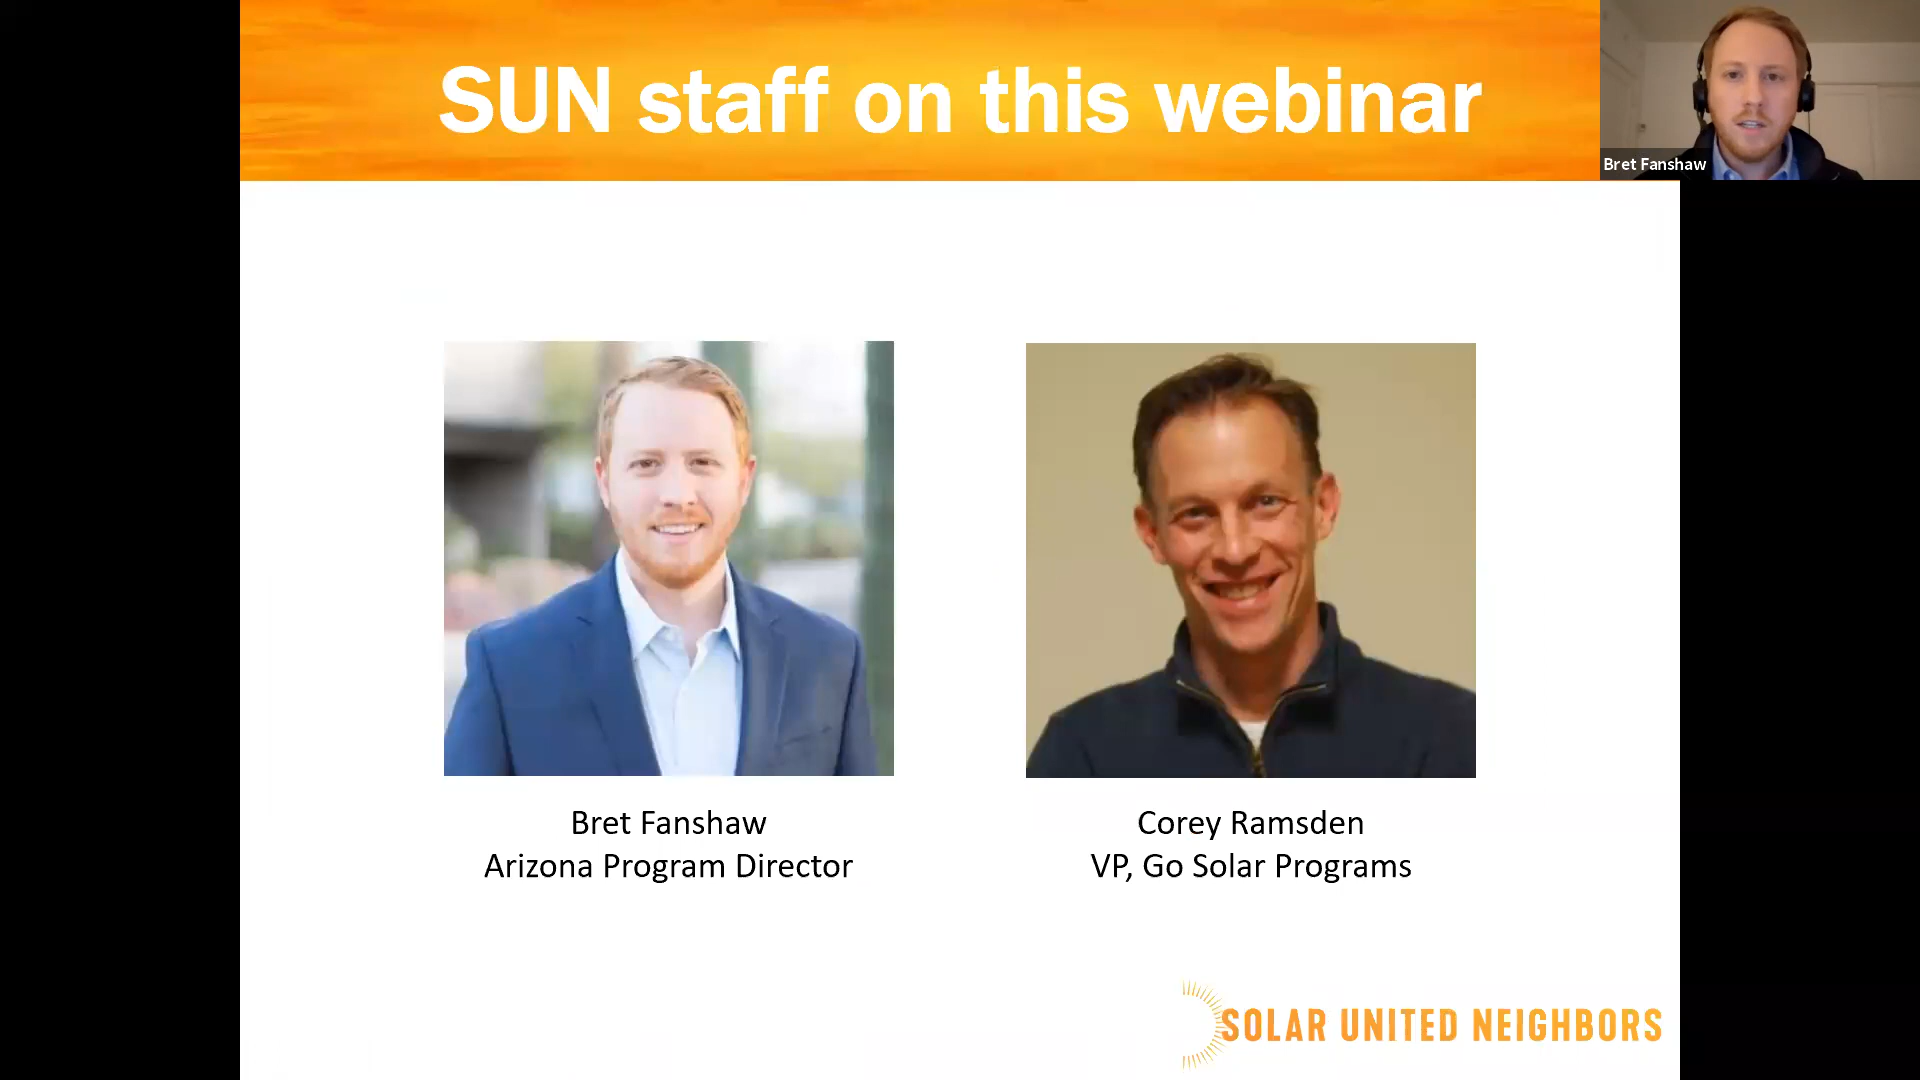 SUN staff on this webinar
Bret Fanshaw
Bret Fanshaw
Arizona Program Director
Corey Ramsden
VP, Go Solar Programs
SOLAR UNITED NEIGHBORS